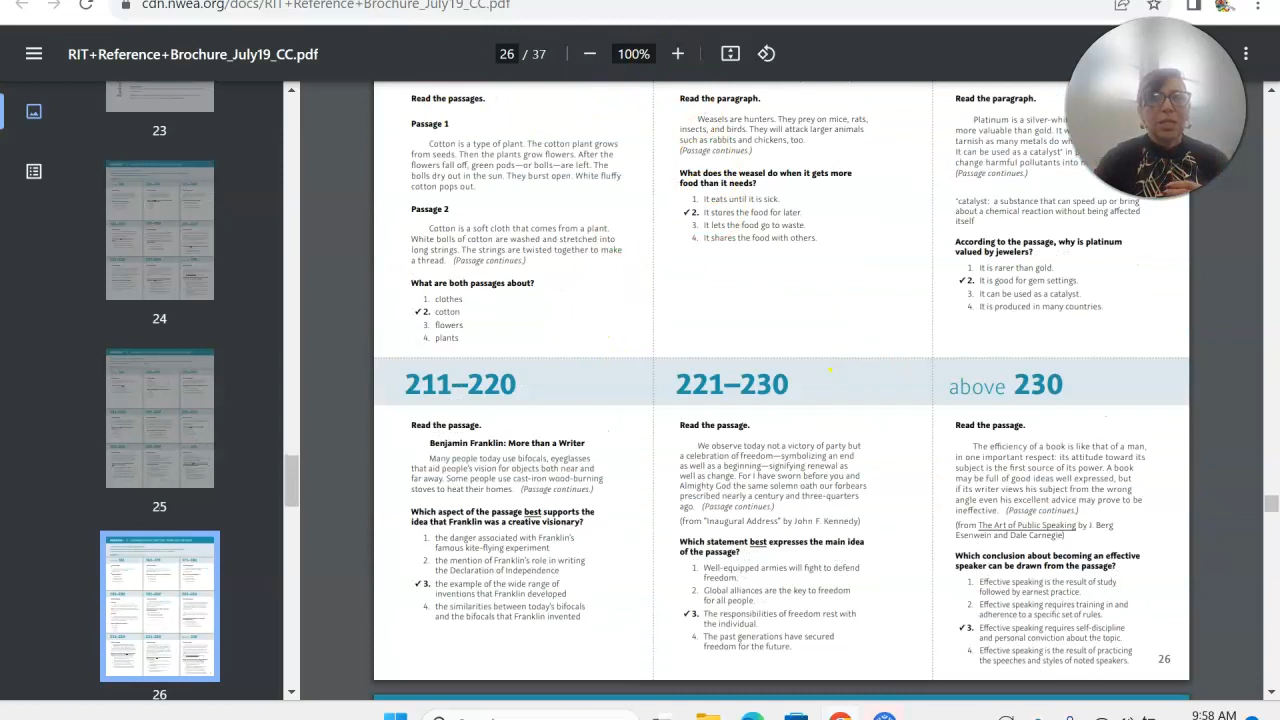 cdn.nwea.org/docs/RIT+Reference+Brochure_July19_CC.pdf
RIT+Reference+Brochure_July19_CC.pdf
26 / 37
100%
23
24
25
26
Read the passages.
Passage 1
Cotton is a type of plant. The cotton plant grows
from seeds. Then the plants grow flowers. After the
flowers fall off, green pods—or bolls—are left. The
bolls dry out in the sun. They burst open. White fluffy
cotton pops out.
Passage 2
Cotton is a soft cloth that comes from a plant.
White bolls of cotton are washed and stretched into
long strings. The strings are twisted together to make
a thread. (Passage continues.)
What are both passages about?
1. clothes
✓2. cotton
3. flowers
4. plants
Read the paragraph.
Weasels are hunters. They prey on mice, rats,
insects, and birds. They will attack larger animals
such as rabbits and chickens, too.
(Passage continues.)
What does the weasel do when it gets more
food than it needs?
1. It eats until it is sick.
✓2. It stores the food for later.
3. It lets the food go to waste.
4. It shares the food with others.
Read the paragraph.
Platinum is a silver-whi
more valuable than gold. It w
tarnish as many metals do wh
It can be used as a catalyst* in
change harmful pollutants into
(Passage continues.)
*catalyst: a substance that can speed up or bring
about a chemical reaction without being affected
itself
According to the passage, why is platinum
valued by jewelers?
1. It is rarer than gold.
✓2. It is good for gem settings.
3. It can be used as a catalyst.
4. It is produced in many countries.
211–220
221–230
above 230
Read the passage.
Benjamin Franklin: More than a Writer
Many people today use bifocals, eyeglasses
that aid people's vision for objects both near and
far away. Some people use cast-iron wood-burning
stoves to heat their homes. (Passage continues.)
Which aspect of the passage best supports the
idea that Franklin was a creative visionary?
1. the danger associated with Franklin's
famous kite-flying experiment
2. the mention of Franklin's role in writing
the Declaration of Independence
✓3. the example of the wide range of
inventions that Franklin developed
4. the similarities between today's bifocals
and the bifocals that Franklin invented
Read the passage.
We observe today not a victory of party but
a celebration of freedom—symbolizing an end
as well as a beginning—signifying renewal as
well as change. For I have sworn before you and
Almighty God the same solemn oath our forbears
prescribed nearly a century and three-quarters
ago. (Passage continues.)
(from "Inaugural Address" by John F. Kennedy)
Which statement best expresses the main idea
of the passage?
1. Well-equipped armies will fight to defend
freedom.
2. Global alliances are the key to freedom
for all people.
✓3. The responsibilities of freedom rest with
the individual.
4. The past generations have secured
freedom for the future.
Read the passage.
The efficiency of a book is like that of a man,
in one important respect: its attitude toward its
subject is the first source of its power. A book
may be full of good ideas well expressed, but
if its writer views his subject from the wrong
angle even his excellent advice may prove to be
ineffective. (Passage continues.)
(from The Art of Public Speaking by J. Berg
Esenwein and Dale Carnegie)
Which conclusion about becoming an effective
speaker can be drawn from the passage?
1. Effective speaking is the result of study
followed by earnest practice.
2. Effective speaking requires training in and
adherence to a specific set of rules.
✓3. Effective speaking requires self-discipline
and personal conviction about the topic.
4. Effective speaking is the result of practicing
the speeches and styles of noted speakers.
26
9:58 AM